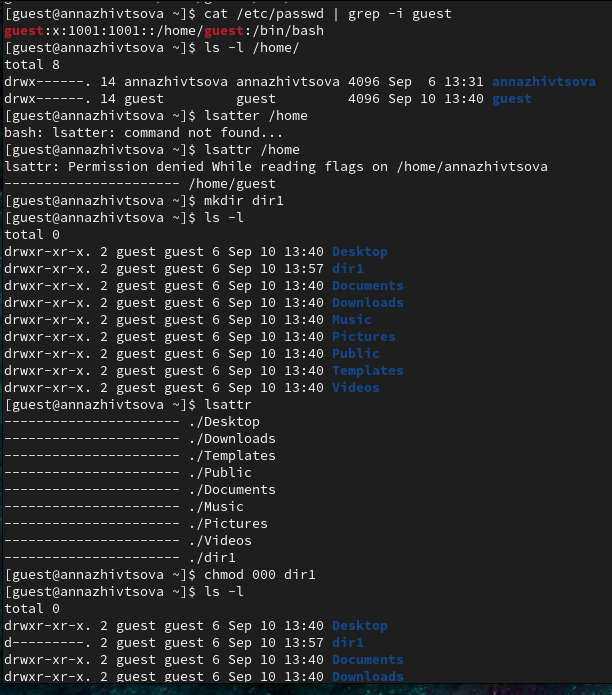 [guest@annazhivtsova ~]$ cat /etc/passwd | grep -i guest
guest:x:1001:1001::/home/guest:/bin/bash
[guest@annazhivtsova ~]$ ls -l /home/
total 8
drwx------. 14 annazhivtsova annazhivtsova 4096 Sep  6 13:31 annazhivtsova
drwx------. 14 guest         guest         4096 Sep 10 13:40 guest
[guest@annazhivtsova ~]$ lsatter /home
bash: lsatter: command not found...
[guest@annazhivtsova ~]$ lsattr /home
lsattr: Permission denied While reading flags on /home/annazhivtsova
---------------------- /home/guest
[guest@annazhivtsova ~]$ mkdir dir1
[guest@annazhivtsova ~]$ ls -l
total 0
drwxr-xr-x. 2 guest guest 6 Sep 10 13:40 Desktop
drwxr-xr-x. 2 guest guest 6 Sep 10 13:57 dir1
drwxr-xr-x. 2 guest guest 6 Sep 10 13:40 Documents
drwxr-xr-x. 2 guest guest 6 Sep 10 13:40 Downloads
drwxr-xr-x. 2 guest guest 6 Sep 10 13:40 Music
drwxr-xr-x. 2 guest guest 6 Sep 10 13:40 Pictures
drwxr-xr-x. 2 guest guest 6 Sep 10 13:40 Public
drwxr-xr-x. 2 guest guest 6 Sep 10 13:40 Templates
drwxr-xr-x. 2 guest guest 6 Sep 10 13:40 Videos
[guest@annazhivtsova ~]$ lsattr
---------------------- ./Desktop
---------------------- ./Downloads
---------------------- ./Templates
---------------------- ./Public
---------------------- ./Documents
---------------------- ./Music
---------------------- ./Pictures
---------------------- ./Videos
---------------------- ./dir1
[guest@annazhivtsova ~]$ chmod 000 dir1
[guest@annazhivtsova ~]$ ls -l
total 0
drwxr-xr-x. 2 guest guest 6 Sep 10 13:40 Desktop
d---------. 2 guest guest 6 Sep 10 13:57 dir1
drwxr-xr-x. 2 guest guest 6 Sep 10 13:40 Documents
drwxr-xr-x. 2 guest guest 6 Sep 10 13:40 Downloads